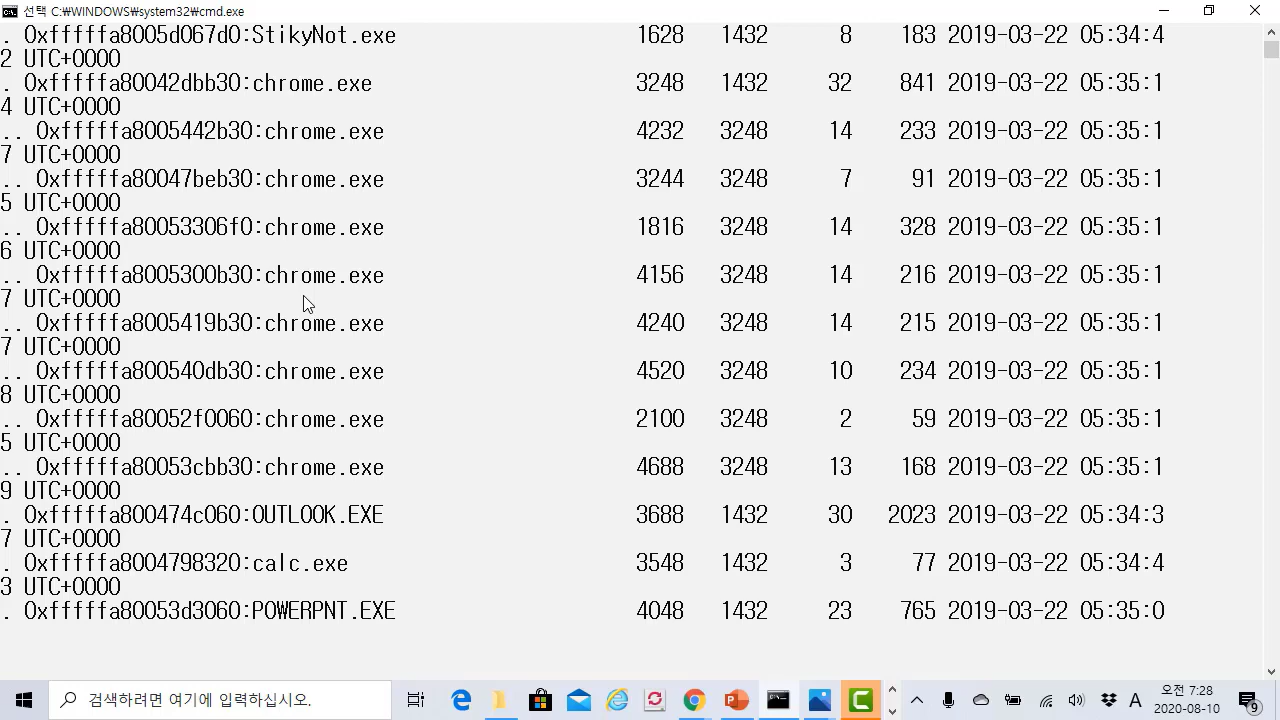 선택 C:₩WINDOWS₩system32₩cmd.exe
. 0xfffffa8005d067d0:StikyNot.exe 1628 1432 8 183 2019-03-22 05:34:4
2 UTC+0000
. 0xfffffa80042dbb30:chrome.exe 3248 1432 32 841 2019-03-22 05:35:1
4 UTC+0000
.. 0xfffffa8005442b30:chrome.exe 4232 3248 14 233 2019-03-22 05:35:1
7 UTC+0000
.. 0xfffffa80047beb30:chrome.exe 3244 3248 7 91 2019-03-22 05:35:1
5 UTC+0000
.. 0xfffffa80053306f0:chrome.exe 1816 3248 14 328 2019-03-22 05:35:1
6 UTC+0000
.. 0xfffffa8005300b30:chrome.exe 4156 3248 14 216 2019-03-22 05:35:1
7 UTC+0000
.. 0xfffffa8005419b30:chrome.exe 4240 3248 14 215 2019-03-22 05:35:1
7 UTC+0000
.. 0xfffffa800540db30:chrome.exe 4520 3248 10 234 2019-03-22 05:35:1
8 UTC+0000
.. 0xfffffa80052f0060:chrome.exe 2100 3248 2 59 2019-03-22 05:35:1
5 UTC+0000
.. 0xfffffa80053cbb30:chrome.exe 4688 3248 13 168 2019-03-22 05:35:1
9 UTC+0000
. 0xfffffa800474c060:OUTLOOK.EXE 3688 1432 30 2023 2019-03-22 05:34:3
7 UTC+0000
. 0xfffffa8004798320:calc.exe 3548 1432 3 77 2019-03-22 05:34:4
3 UTC+0000
. 0xfffffa80053d3060:POWERPNT.EXE 4048 1432 23 765 2019-03-22 05:35:0
검색하려면 여기에 입력하십시오.
A
오전 7:28
2020-08-10
9